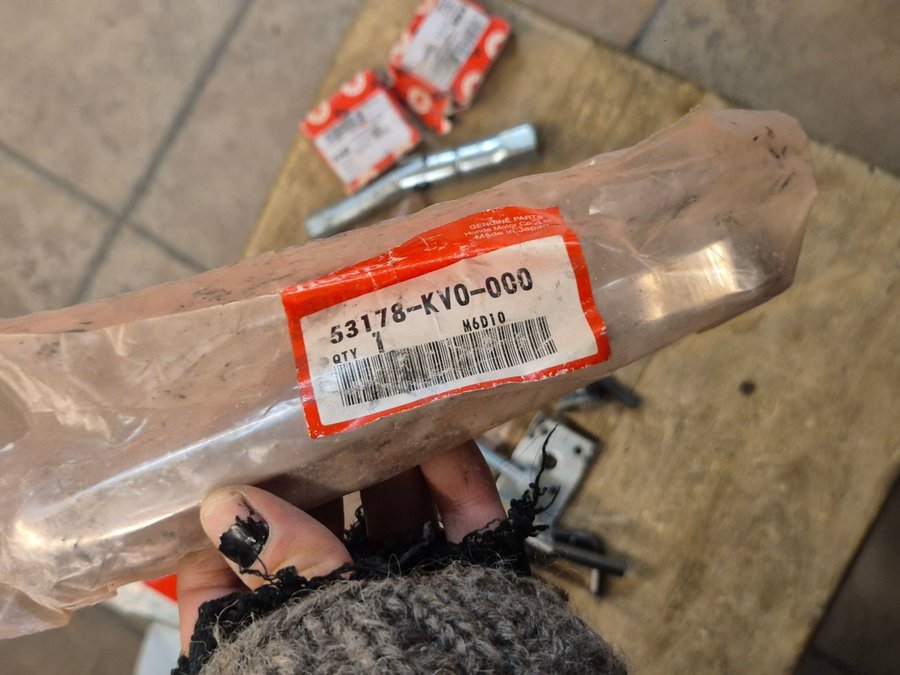 GENUINE PARTS
Honda Motor Co., Ltd.
Made in Japan
53178-KV0-000
QTY 1
M6D10